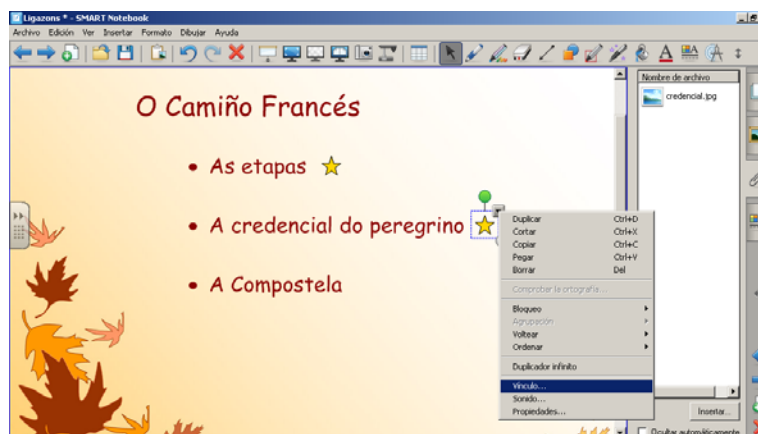 Ligazons * - SMART Notebook
Archivo Edición Ver Insertar Formato Dibujar Ayuda
O Camiño Francés
• As etapas
• A credencial do peregrino
• A Compostela
Duplicar Ctrl+D
Cortar Ctrl+X
Copiar Ctrl+C
Pegar Ctrl+V
Borrar Del
Comprobar la ortografía...
Bloqueo
Agrupación
Voltear
Ordenar
Duplicador infinito
Vínculo...
Sonido...
Propiedades...
Nombre de archivo
credencial.jpg
Insertar...
Ocultar automáticamente